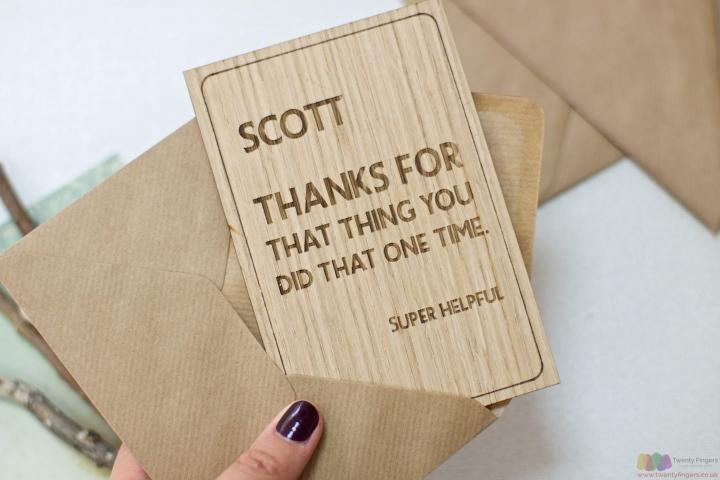 SCOTT
THANKS FOR
THAT THING YOU
DID THAT ONE TIME.
SUPER HELPFUL
Twenty Fingers
www.twentyfingers.co.uk